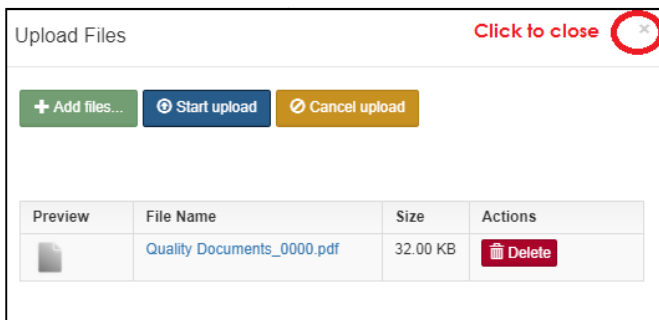 Upload Files Click to close ×
Add files... Start upload Cancel upload
Preview File Name Size Actions
Quality Documents_0000.pdf 32.00 KB Delete